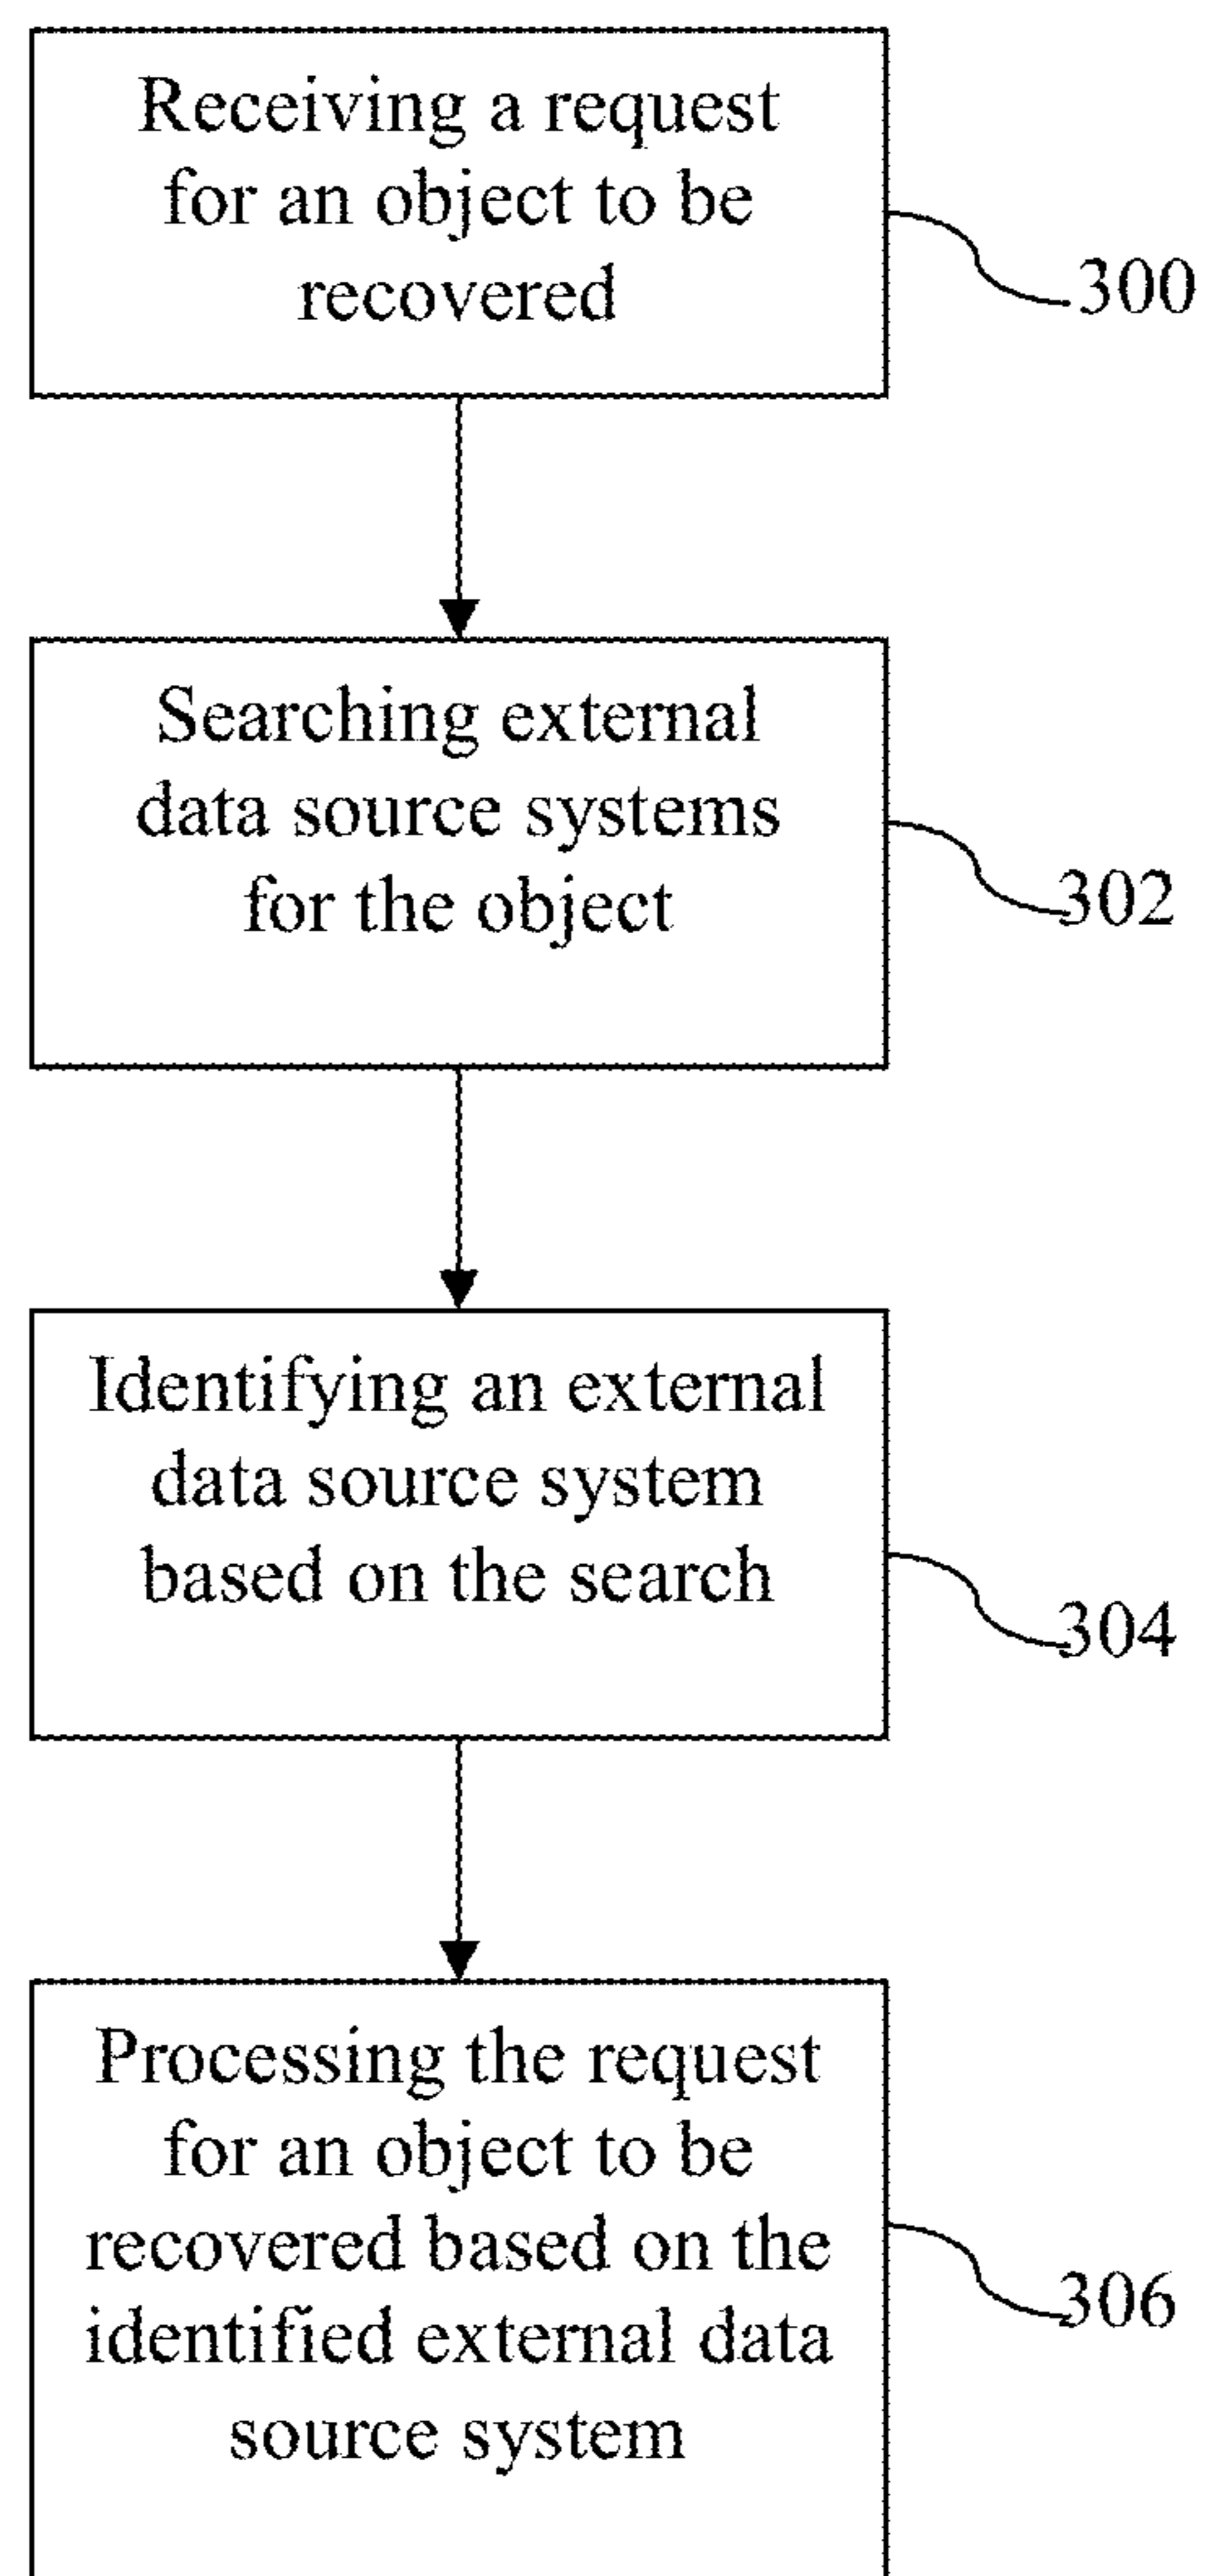 Receiving a request
for an object to be
recovered
300
Searching external
data source systems
for the object
302
Identifying an external
data source system
based on the search
304
Processing the request
for an object to be
recovered based on the
identified external data
source system
306